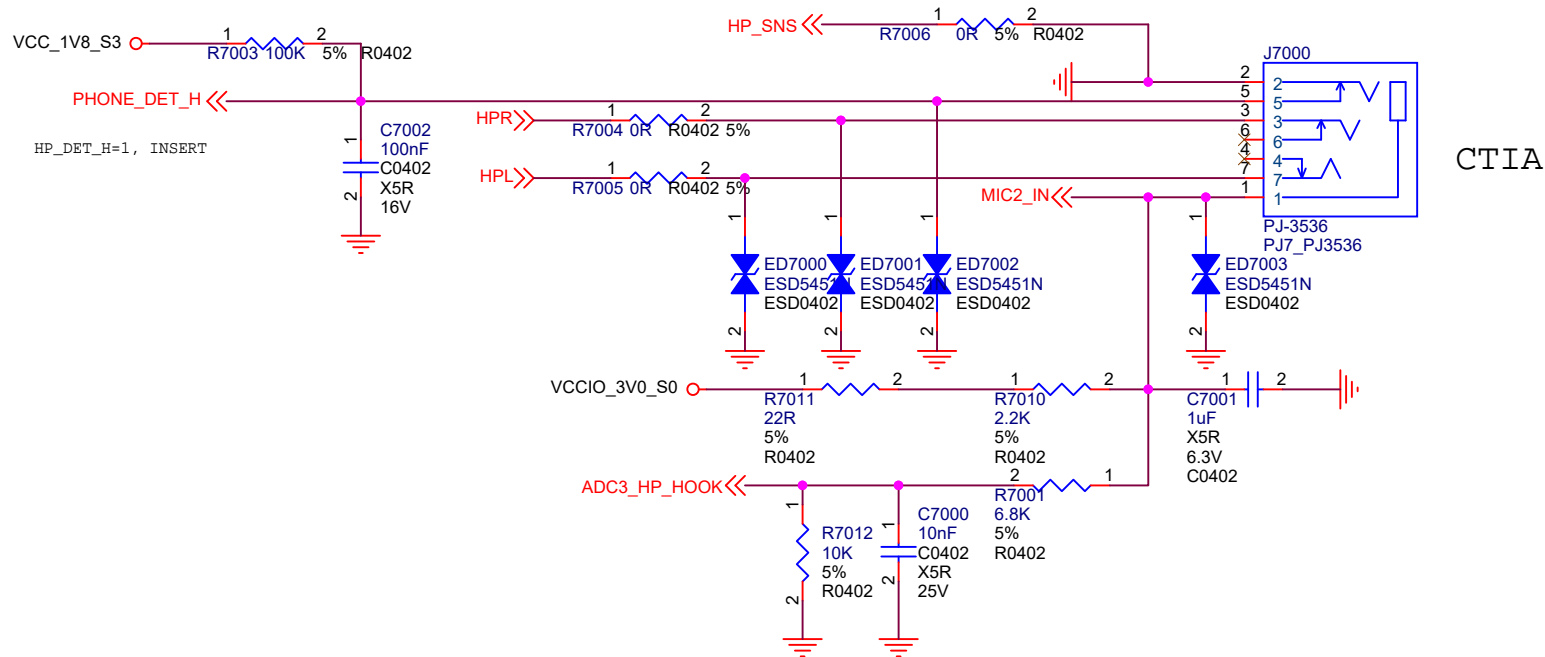 HP_SNS
1
2
R7006
0R
5%
R0402
VCC_1V8_S3
1
2
R7003
100K
5%
R0402
J7000
PHONE_DET_H
HP_DET_H=1, INSERT
1
C7002
100nF
C0402
X5R
16V
2
HPR
1
2
R7004
0R
R0402
5%
HPL
1
2
R7005
0R
R0402
5%
MIC2_IN
2
5
3
6
4
7
1
2
5
3
6
4
7
1
CTIA
PJ-3536
PJ7_PJ3536
1
ED7000
ESD5451N
ESD0402
2
1
ED7001
ESD5451N
ESD0402
2
1
ED7002
ESD5451N
ESD0402
2
1
ED7003
ESD5451N
ESD0402
2
VCCIO_3V0_S0
1
2
R7011
22R
5%
R0402
1
2
R7010
2.2K
5%
R0402
1
2
C7001
1uF
X5R
6.3V
C0402
ADC3_HP_HOOK
2
1
R7001
6.8K
5%
R0402
1
R7012
10K
5%
R0402
2
1
C7000
10nF
C0402
X5R
25V
2